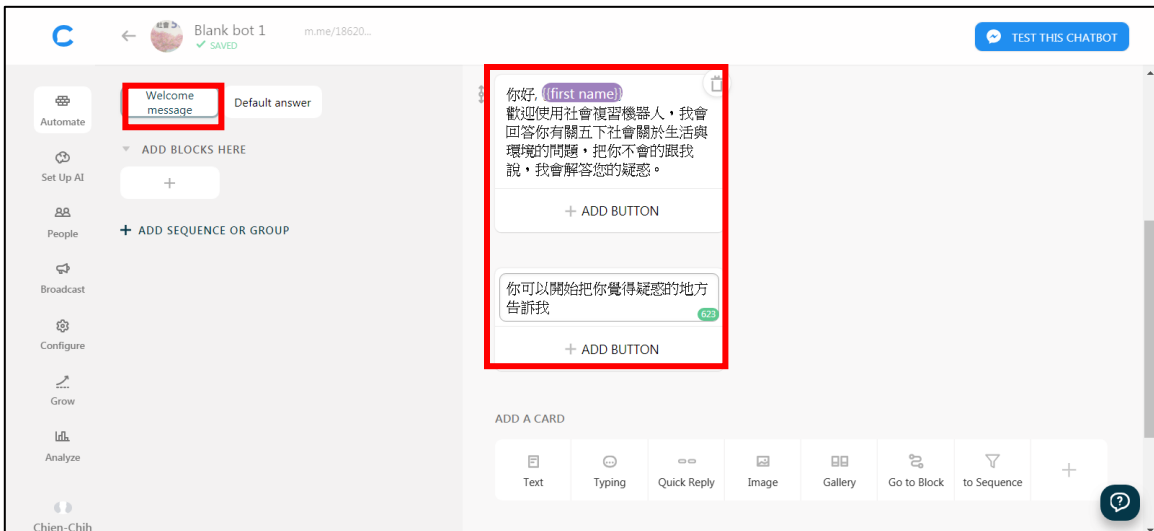 Blank bot 1
m.me/18620...
SAVED
TEST THIS CHATBOT
Automate
Set Up AI
People
Broadcast
Configure
Grow
Analyze
Chien-Chih
Welcome
message
Default answer
ADD BLOCKS HERE
+
+ ADD SEQUENCE OR GROUP
你好, {{first name}}
歡迎使用社會複習機器人，我會
回答你有關五下社會關於生活與
環境的問題，把你不會的跟我
說，我會解答您的疑惑。
+ ADD BUTTON
你可以開始把你覺得疑惑的地方
告訴我
623
+ ADD BUTTON
ADD A CARD
Text
Typing
Quick Reply
Image
Gallery
Go to Block
to Sequence
+